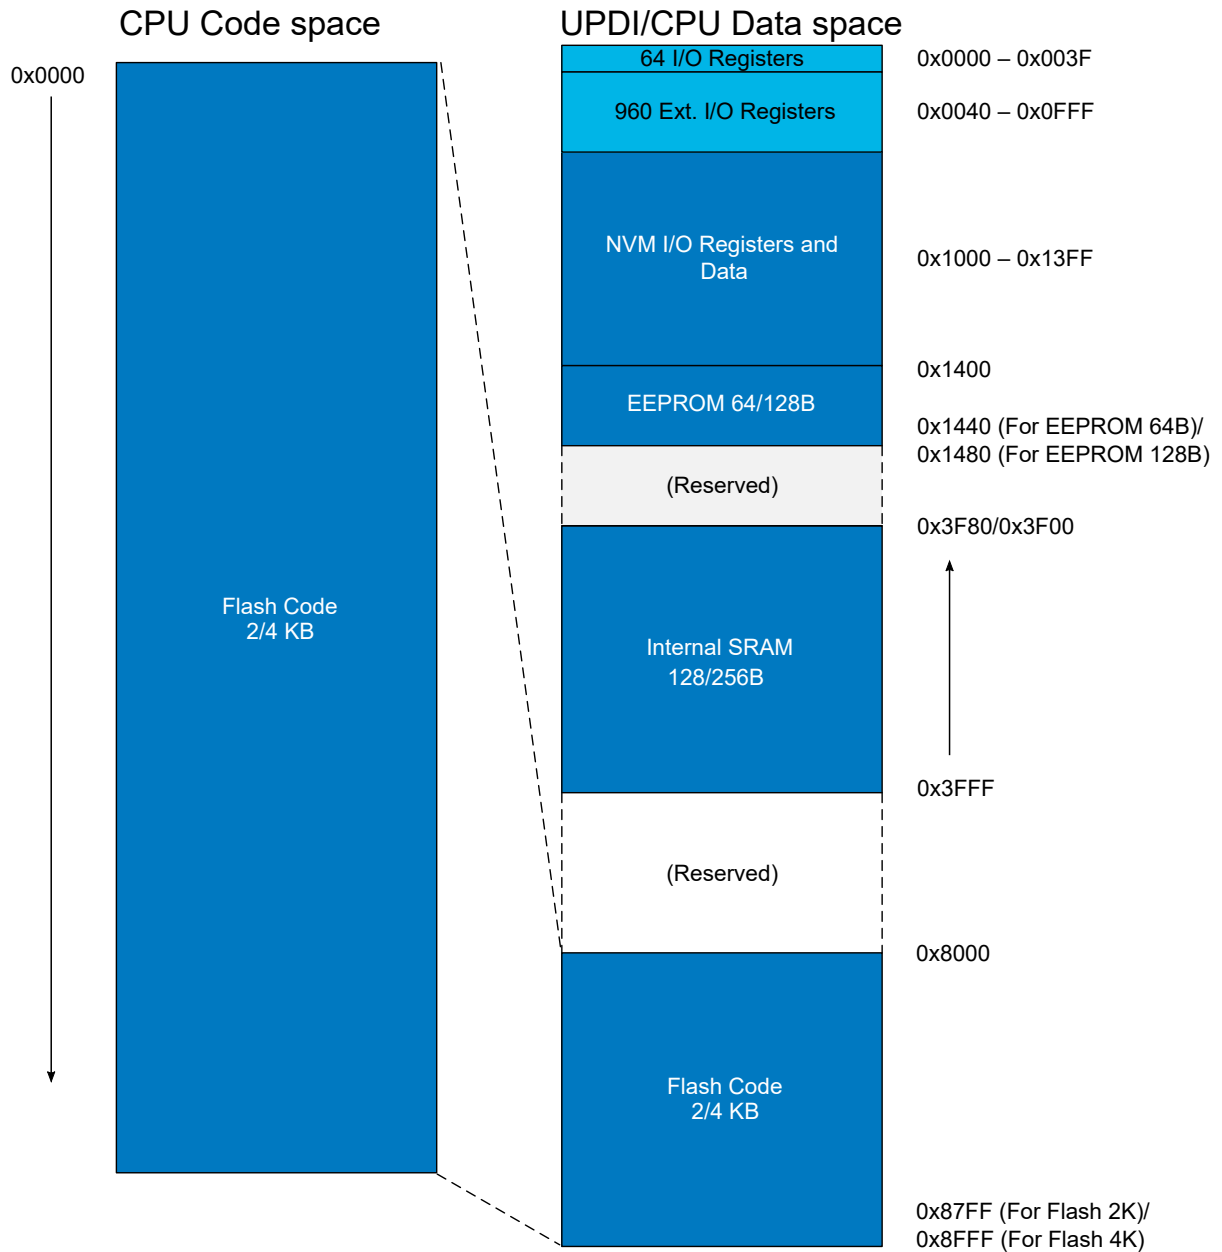 CPU Code space
UPDI/CPU Data space
0x0000
64 I/O Registers
0x0000 – 0x003F
960 Ext. I/O Registers
0x0040 – 0x0FFF
NVM I/O Registers and
Data
0x1000 – 0x13FF
0x1400
EEPROM 64/128B
0x1440 (For EEPROM 64B)/
0x1480 (For EEPROM 128B)
(Reserved)
0x3F80/0x3F00
Flash Code
2/4 KB
Internal SRAM
128/256B
0x3FFF
(Reserved)
0x8000
Flash Code
2/4 KB
0x87FF (For Flash 2K)/
0x8FFF (For Flash 4K)